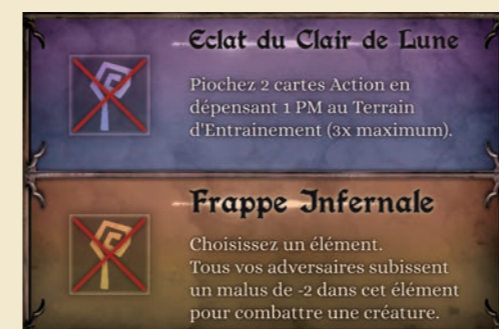 Eclat du Clair de Lune
Piochez 2 cartes Action en
dépensant 1 PM au Terrain
d'Entrainement (3x maximum).
Frappe Infernale
Choisissez un élément.
Tous vos adversaires subissent
un malus de -2 dans cet élément
pour combattre une créature.